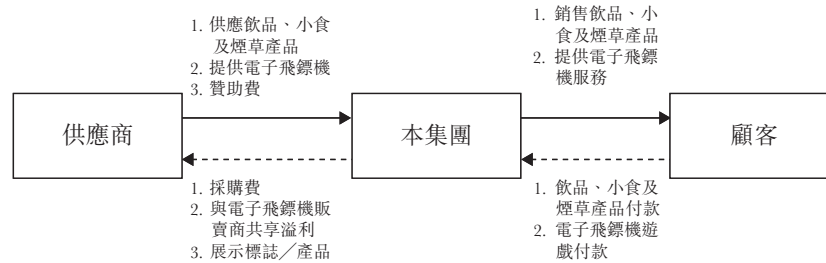 1. 供應飲品、小食
及煙草產品
2. 提供電子飛鏢機
3. 贊助費
1. 銷售飲品、小
食及煙草產品
2. 提供電子飛鏢
機服務
供應商
本集團
顧客
1. 採購費
2. 與電子飛鏢機販
賣商共享溢利
3. 展示標誌／產品
1. 飲品、小食及
煙草產品付款
2. 電子飛鏢機遊
戲付款